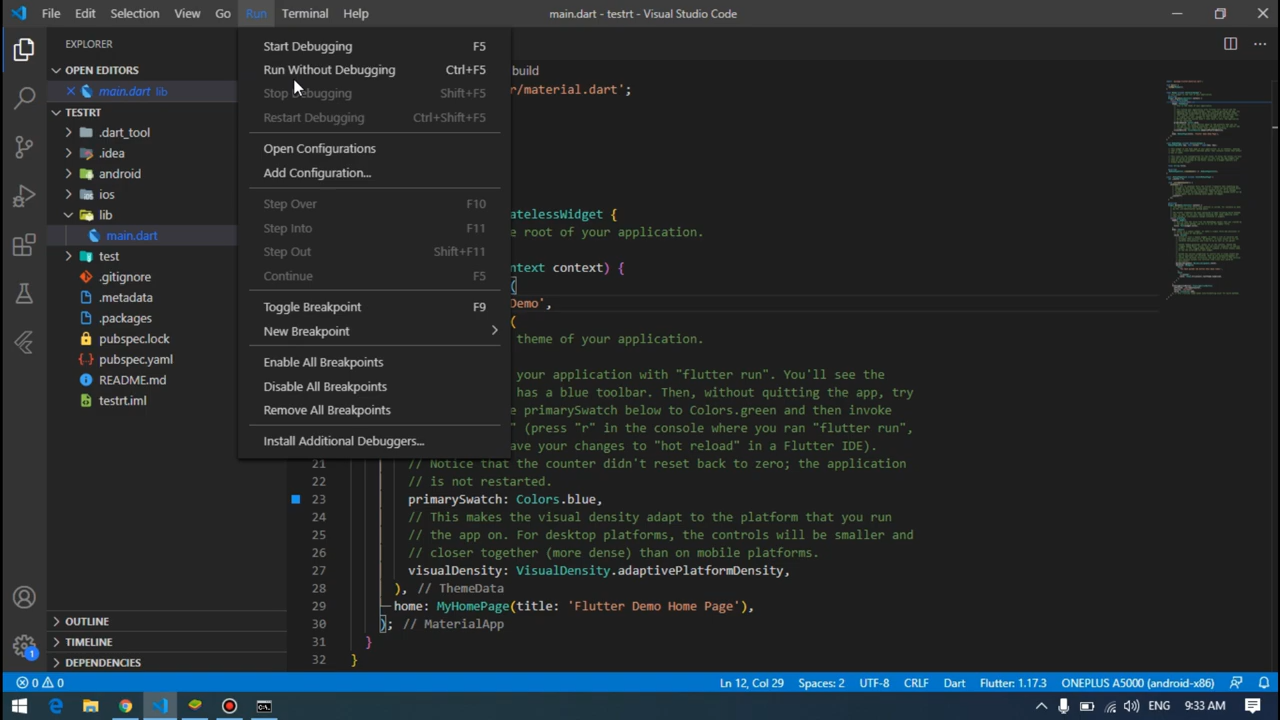 File Edit Selection View Go Run Terminal Help
main.dart - testrt - Visual Studio Code
EXPLORER
OPEN EDITORS
main.dart lib
TESTRT
.dart_tool
.idea
android
ios
lib
main.dart
test
.gitignore
.metadata
.packages
pubspec.lock
pubspec.yaml
README.md
testrt.iml
OUTLINE
TIMELINE
DEPENDENCIES
1
Start Debugging F5
Run Without Debugging Ctrl+F5
Stop Debugging Shift+F5
Restart Debugging Ctrl+Shift+F5
Open Configurations
Add Configuration...
Step Over F10
Step Into F11
Step Out Shift+F11
Continue F5
Toggle Breakpoint F9
New Breakpoint
Enable All Breakpoints
Disable All Breakpoints
Remove All Breakpoints
Install Additional Debuggers...
build
r/material.dart';
atelessWidget {
e root of your application.
ntext context) {
(
Demo',
(
theme of your application.
your application with "flutter run". You'll see the
has a blue toolbar. Then, without quitting the app, try
e primarySwatch below to Colors.green and then invoke
" (press "r" in the console where you ran "flutter run",
ave your changes to "hot reload" in a Flutter IDE).
21 // Notice that the counter didn't reset back to zero; the application
22 // is not restarted.
23 primarySwatch: Colors.blue,
24 // This makes the visual density adapt to the platform that you run
25 // the app on. For desktop platforms, the controls will be smaller and
26 // closer together (more dense) than on mobile platforms.
27 visualDensity: VisualDensity.adaptivePlatformDensity,
28 ), // ThemeData
29 home: MyHomePage(title: 'Flutter Demo Home Page'),
30 ); // MaterialApp
31 }
32 }
0 0
Ln 12, Col 29 Spaces: 2 UTF-8 CRLF Dart Flutter: 1.17.3 ONEPLUS A5000 (android-x86)
ENG 9:33 AM